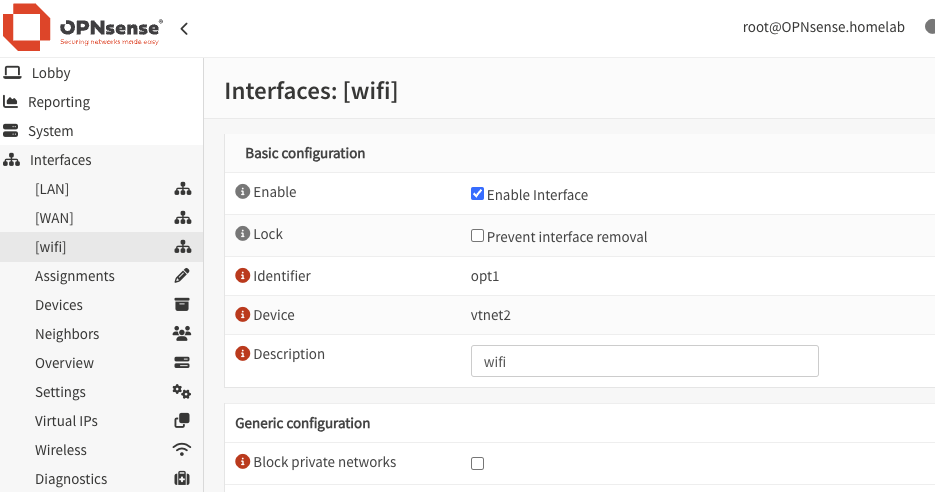 OPNsense®
Securing networks made easy
root@OPNsense.homelab
Lobby
Reporting
System
Interfaces
[LAN]
[WAN]
[wifi]
Assignments
Devices
Neighbors
Overview
Settings
Virtual IPs
Wireless
Diagnostics
Interfaces: [wifi]
Basic configuration
Enable Enable Interface
Lock Prevent interface removal
Identifier opt1
Device vtnet2
Description wifi
Generic configuration
Block private networks